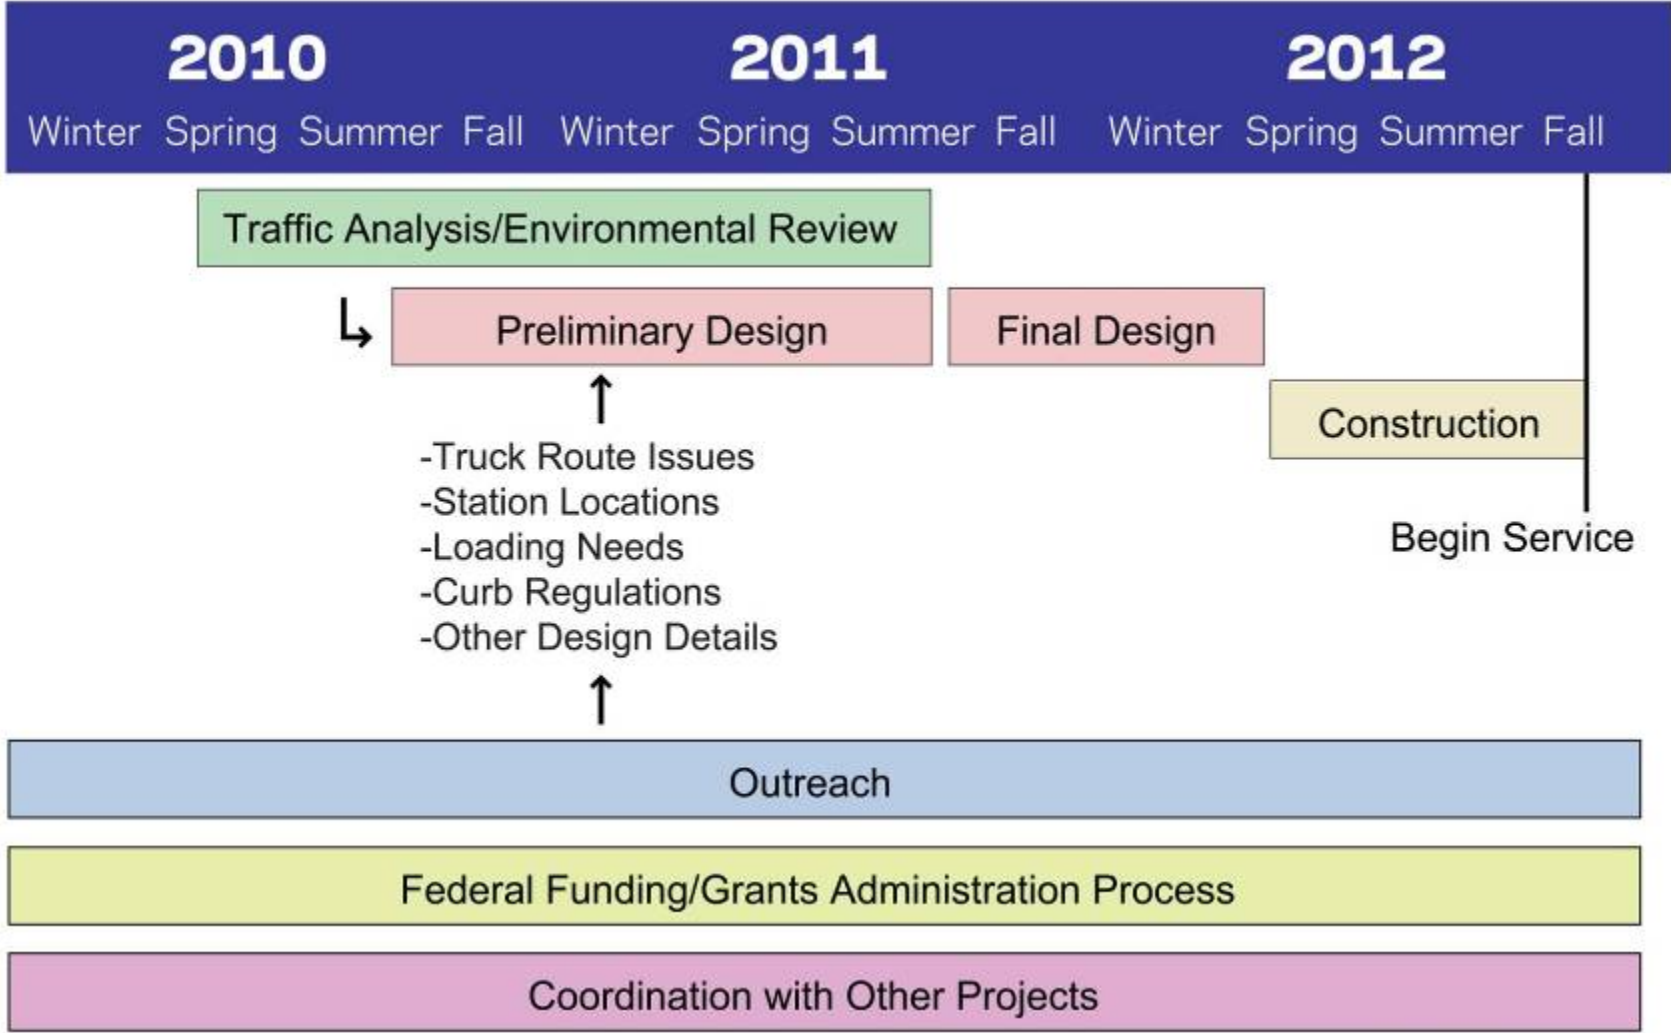 2010 2011 2012
Winter Spring Summer Fall Winter Spring Summer Fall Winter Spring Summer Fall
Traffic Analysis/Environmental Review
Preliminary Design Final Design
Construction
-Truck Route Issues
-Station Locations
-Loading Needs
-Curb Regulations
-Other Design Details
Begin Service
Outreach
Federal Funding/Grants Administration Process
Coordination with Other Projects